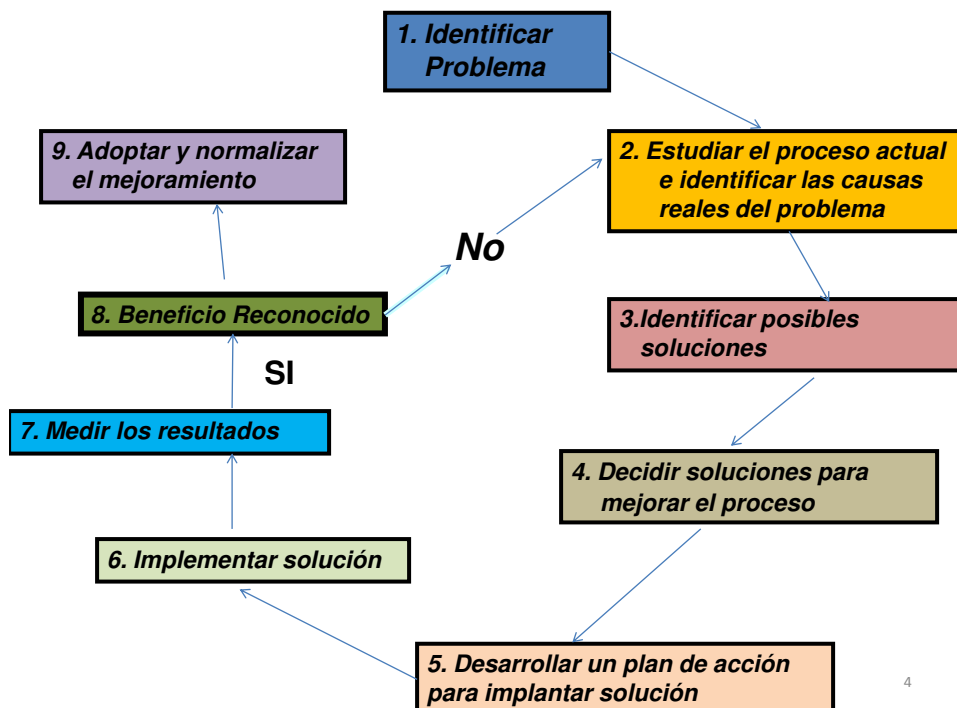 1. Identificar
Problema
2. Estudiar el proceso actual
e identificar las causas
reales del problema
3.Identificar posibles
soluciones
4. Decidir soluciones para
mejorar el proceso
5. Desarrollar un plan de acción
para implantar solución
6. Implementar solución
7. Medir los resultados
SI
8. Beneficio Reconocido
No
9. Adoptar y normalizar
el mejoramiento
4